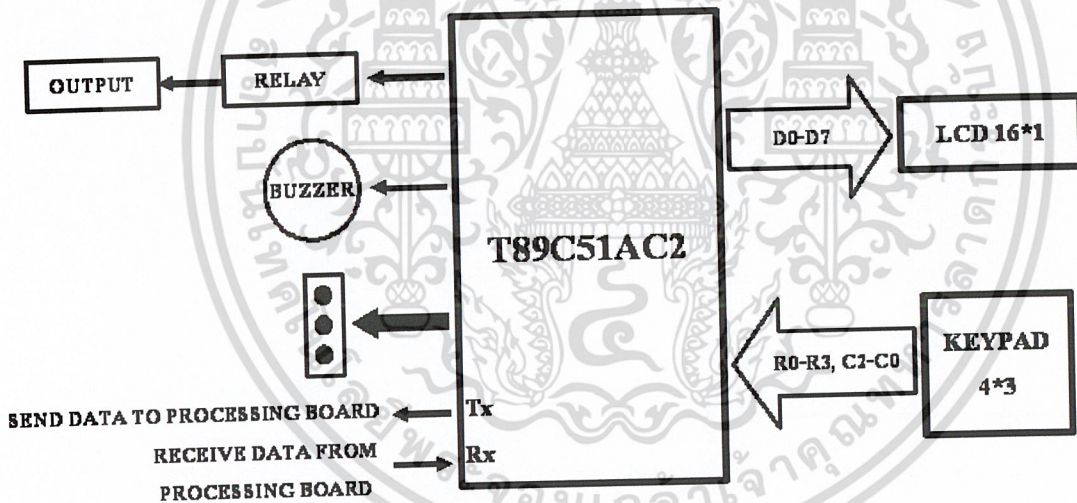 OUTPUT
RELAY
BUZZER
T89C51AC2
D0-D7
LCD 16*1
R0-R3, C2-C0
KEYPAD
4*3
SEND DATA TO PROCESSING BOARD
Tx
RECEIVE DATA FROM
PROCESSING BOARD
Rx